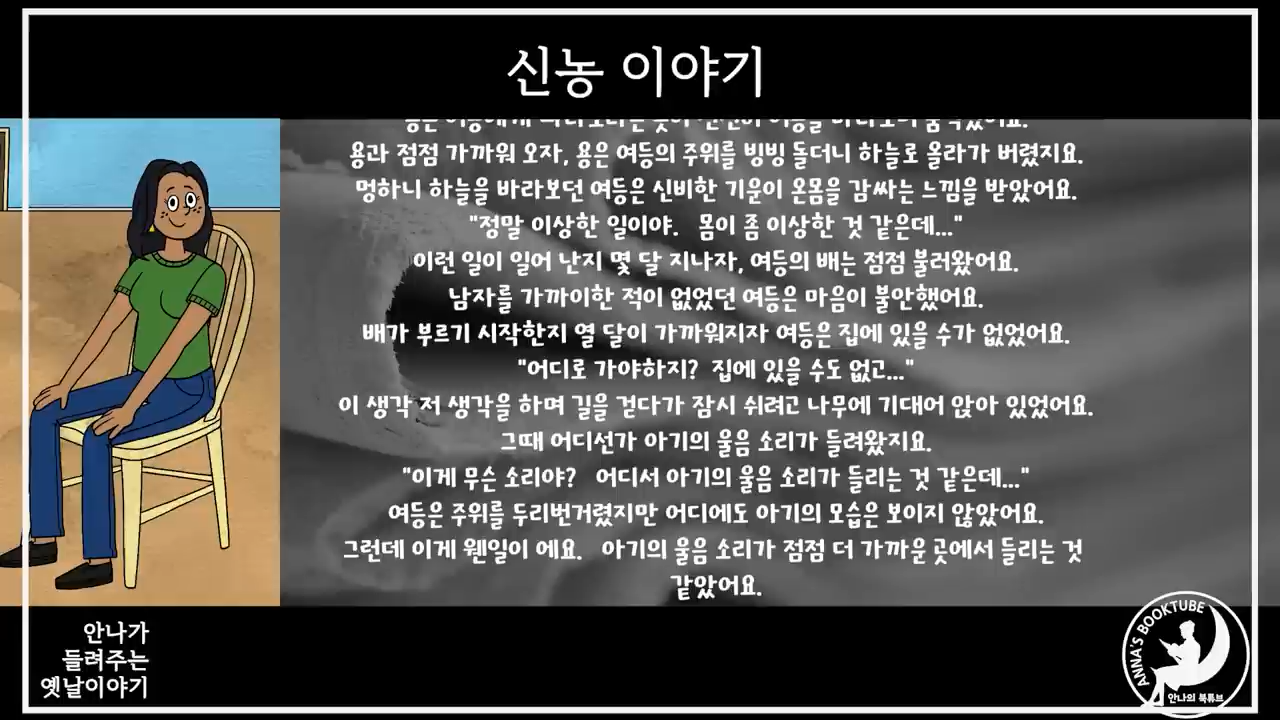 신농 이야기
용과 점점 가까워 오자, 용은 여등의 주위를 빙빙 돌더니 하늘로 올라가 버렸지요.
멍하니 하늘을 바라보던 여등은 신비한 기운이 온몸을 감싸는 느낌을 받았어요.
"정말 이상한 일이야. 몸이 좀 이상한 것 같은데..."
이런 일이 일어 난지 몇 달 지나자, 여등의 배는 점점 불러왔어요.
남자를 가까이한 적이 없었던 여등은 마음이 불안했어요.
배가 부르기 시작한지 열 달이 가까워지자 여등은 집에 있을 수가 없었어요.
"어디로 가야하지? 집에 있을 수도 없고..."
이 생각 저 생각을 하며 길을 걷다가 잠시 쉬려고 나무에 기대어 앉아 있었어요.
그때 어디선가 아기의 울음 소리가 들려왔지요.
"이게 무슨 소리야? 어디서 아기의 울음 소리가 들리는 것 같은데..."
여등은 주위를 두리번거렸지만 어디에도 아기의 모습은 보이지 않았어요.
그런데 이게 웬일이 에요. 아기의 울음 소리가 점점 더 가까운 곳에서 들리는 것
같았어요.
안나가
들려주는
옛날이야기
ANNA'S BOOKTUBE
안나의 북튜브